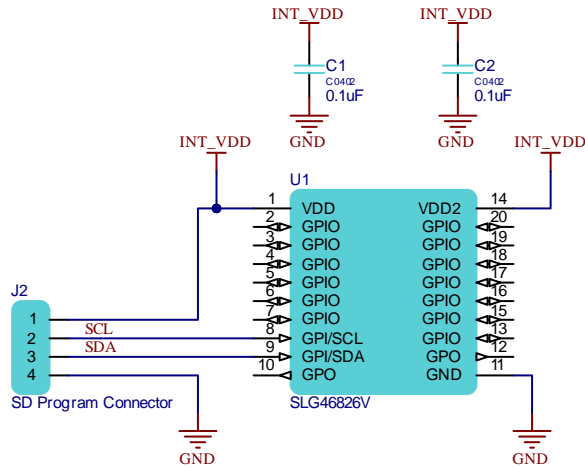 INT_VDD
INT_VDD
C1
C0402
0.1uF
C2
C0402
0.1uF
GND
GND
INT_VDD
INT_VDD
U1
1 VDD VDD2 14
2 GPIO GPIO 20
3 GPIO GPIO 19
4 GPIO GPIO 18
5 GPIO GPIO 17
6 GPIO GPIO 16
7 GPIO GPIO 15
8 GPI/SCL GPIO 13
9 GPI/SDA GPO 12
10 GPO GND 11
SLG46826V
J2
1
2 SCL
3 SDA
4
SD Program Connector
GND
GND